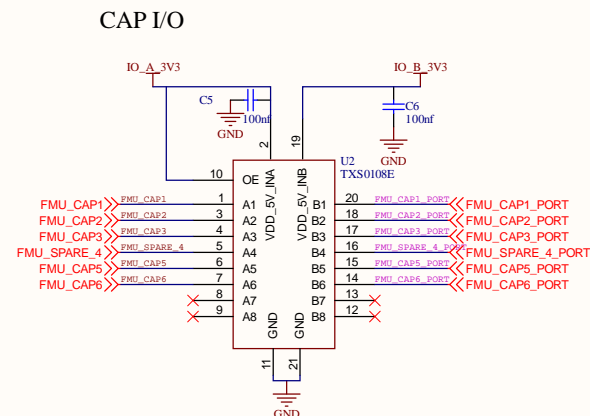 CAP I/O
IO_A_3V3
IO_B_3V3
C5
100nf
GND
C6
100nf
GND
2
19
U2
TXS0108E
10
OE
VDD_5V_INA
VDD_5V_INB
FMU_CAP1 FMU_CAP1 1 A1 B1 20 FMU_CAP1_PORT FMU_CAP1_PORT
FMU_CAP2 FMU_CAP2 3 A2 B2 18 FMU_CAP2_PORT FMU_CAP2_PORT
FMU_CAP3 FMU_CAP3 4 A3 B3 17 FMU_CAP3_PORT FMU_CAP3_PORT
FMU_SPARE_4 FMU_SPARE_4 5 A4 B4 16 FMU_SPARE_4_PORT FMU_SPARE_4_PORT
FMU_CAP5 FMU_CAP5 6 A5 B5 15 FMU_CAP5_PORT FMU_CAP5_PORT
FMU_CAP6 FMU_CAP6 7 A6 B6 14 FMU_CAP6_PORT FMU_CAP6_PORT
8 A7 B7 13
9 A8 B8 12
GND
GND
11
21
GND